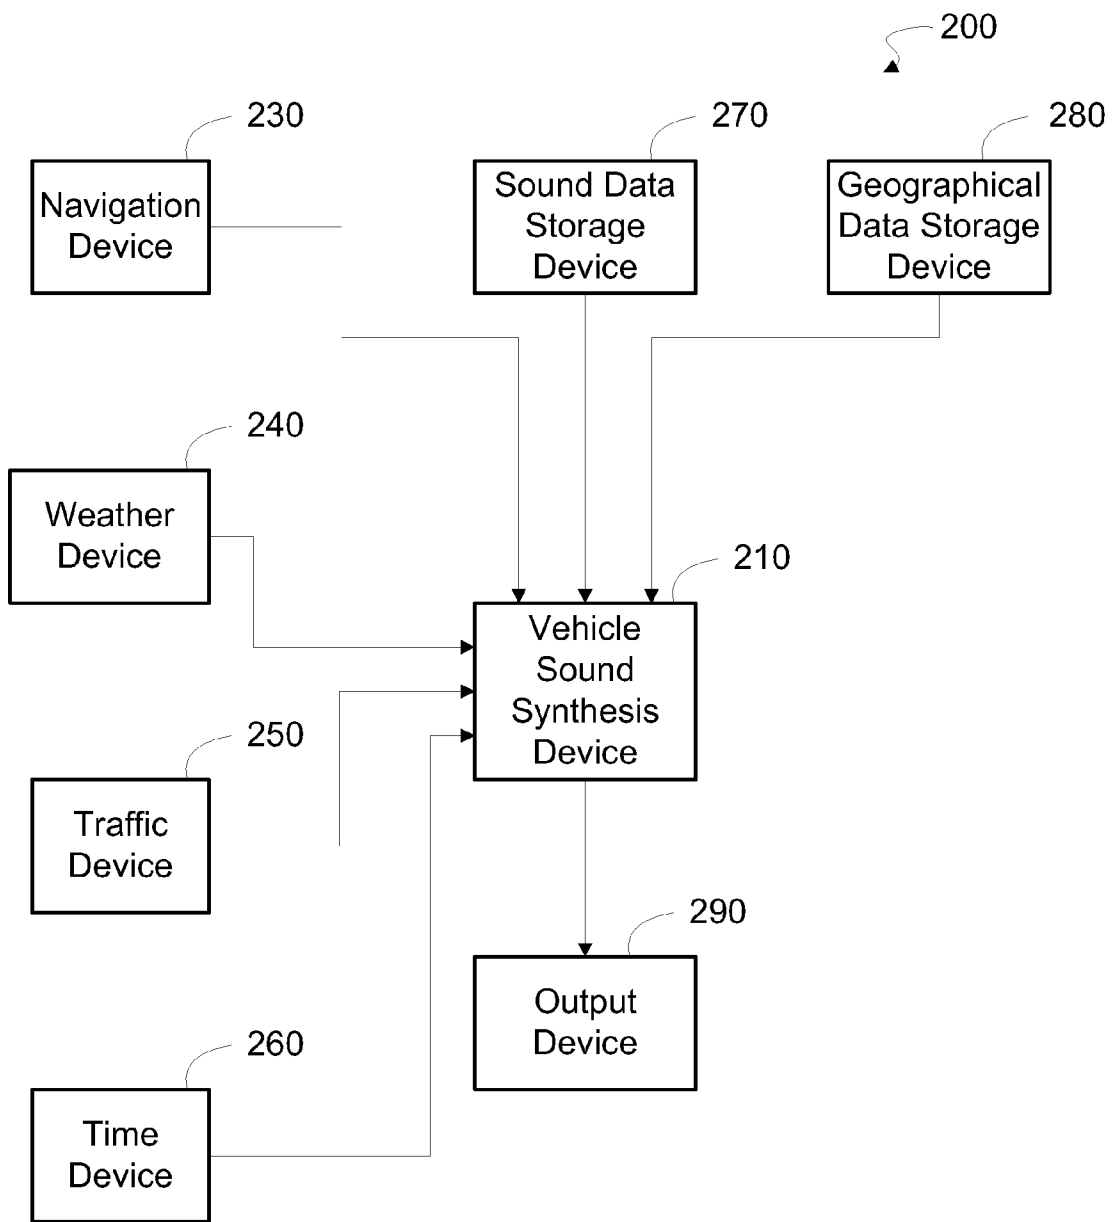 200
230
Navigation
Device
270
Sound Data
Storage
Device
280
Geographical
Data Storage
Device
240
Weather
Device
210
Vehicle
Sound
Synthesis
Device
250
Traffic
Device
290
Output
Device
260
Time
Device